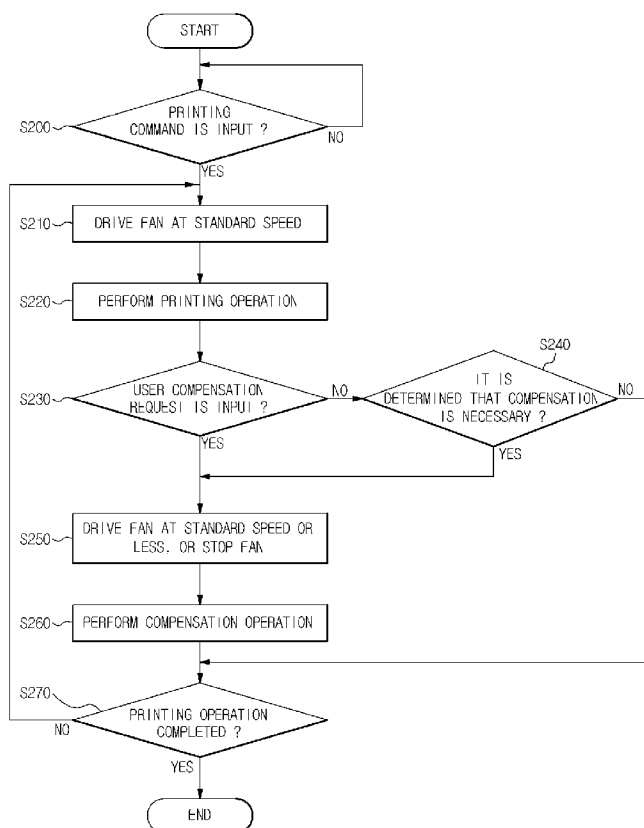 START
PRINTING
COMMAND IS INPUT ?
S200
NO
YES
S210
DRIVE FAN AT STANDARD SPEED
S220
PERFORM PRINTING OPERATION
S240
USER COMPENSATION
REQUEST IS INPUT ?
S230
NO
YES
IT IS
DETERMINED THAT COMPENSATION
IS NECESSARY ?
NO
YES
S250
DRIVE FAN AT STANDARD SPEED OR
LESS. OR STOP FAN
S260
PERFORM COMPENSATION OPERATION
S270
PRINTING OPERATION
COMPLETED ?
NO
YES
END